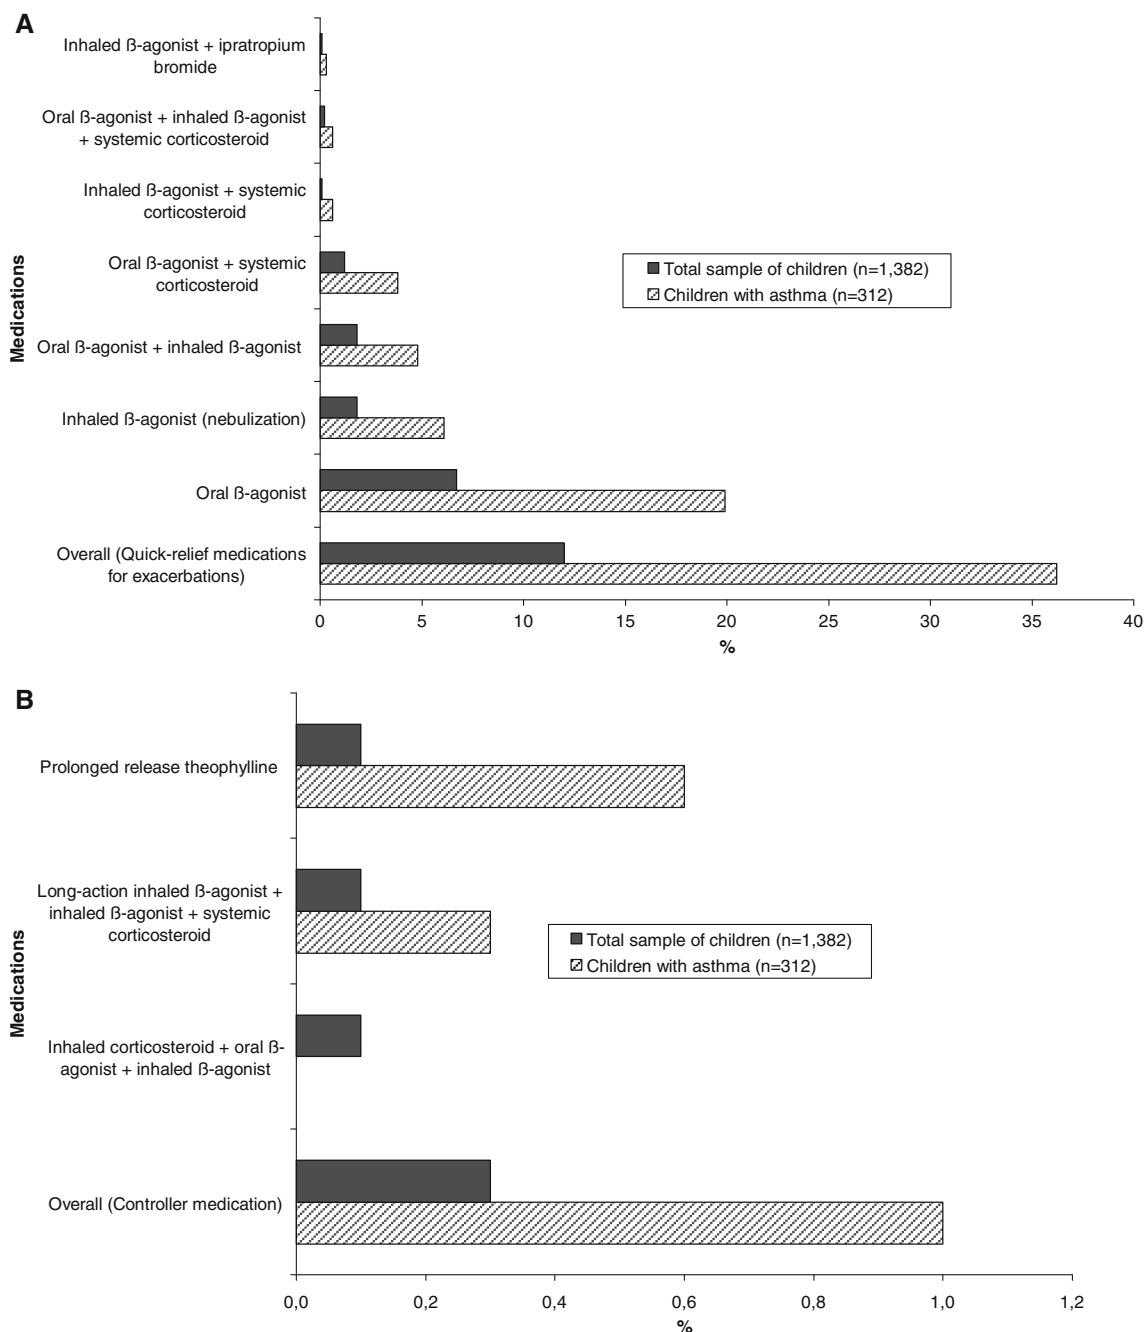 A
Inhaled ß-agonist + ipratropium
bromide
Oral ß-agonist + inhaled ß-agonist
+ systemic corticosteroid
Inhaled ß-agonist + systemic
corticosteroid
Oral ß-agonist + systemic
corticosteroid
Oral ß-agonist + inhaled ß-agonist
Inhaled ß-agonist (nebulization)
Oral ß-agonist
Overall (Quick-relief medications
for exacerbations)
Medications
Total sample of children (n=1,382)
Children with asthma (n=312)
0 5 10 15 20 25 30 35 40
%
B
Prolonged release theophylline
Long-action inhaled ß-agonist +
inhaled ß-agonist + systemic
corticosteroid
Inhaled corticosteroid + oral ß-
agonist + inhaled ß-agonist
Overall (Controller medication)
Medications
Total sample of children (n=1,382)
Children with asthma (n=312)
0,0 0,2 0,4 0,6 0,8 1,0 1,2
%